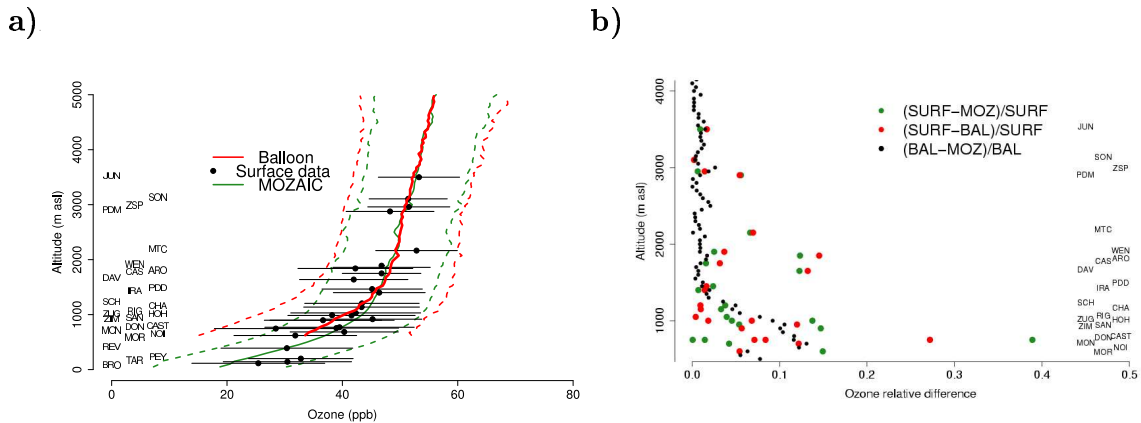 a)
5000
4000
3000
2000
1000
0
Altitude (m asl)
0 20 40 60 80
Ozone (ppb)
Balloon
Surface data
MOZAIC
JUN
SON
ZSP
PDM
MTC
WEN
CAS ARO
DAV
IRA PDD
SCH
CHA
RIG
ZUG HOH
ZIM SAN
DON CAST
MON NOI
MOR
REV
PEY
TAR
BRO
b)
4000
3000
2000
1000
Altitude (m asl)
0.0 0.1 0.2 0.3 0.4 0.5
Ozone relative difference
(SURF−MOZ)/SURF
(SURF−BAL)/SURF
(BAL−MOZ)/BAL
JUN
SON
ZSP
PDM
MTC
WEN
CAS ARO
DAV
PDD
IRA
SCH
CHA
RIG
ZUG HOH
ZIM SAN
DON CAST
MON
NOI
MOR